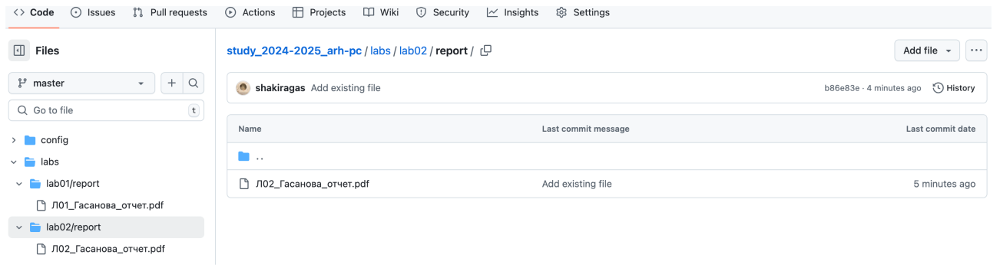 Code Issues Pull requests Actions Projects Wiki Security Insights Settings
Files
master
Go to file t
config
labs
lab01/report
Л01_Гасанова_отчет.pdf
lab02/report
Л02_Гасанова_отчет.pdf
study_2024-2025_arh-pc / labs / lab02 / report /
Add file
shakiragas Add existing file b86e83e · 4 minutes ago History
Name Last commit message Last commit date
..
Л02_Гасанова_отчет.pdf Add existing file 5 minutes ago